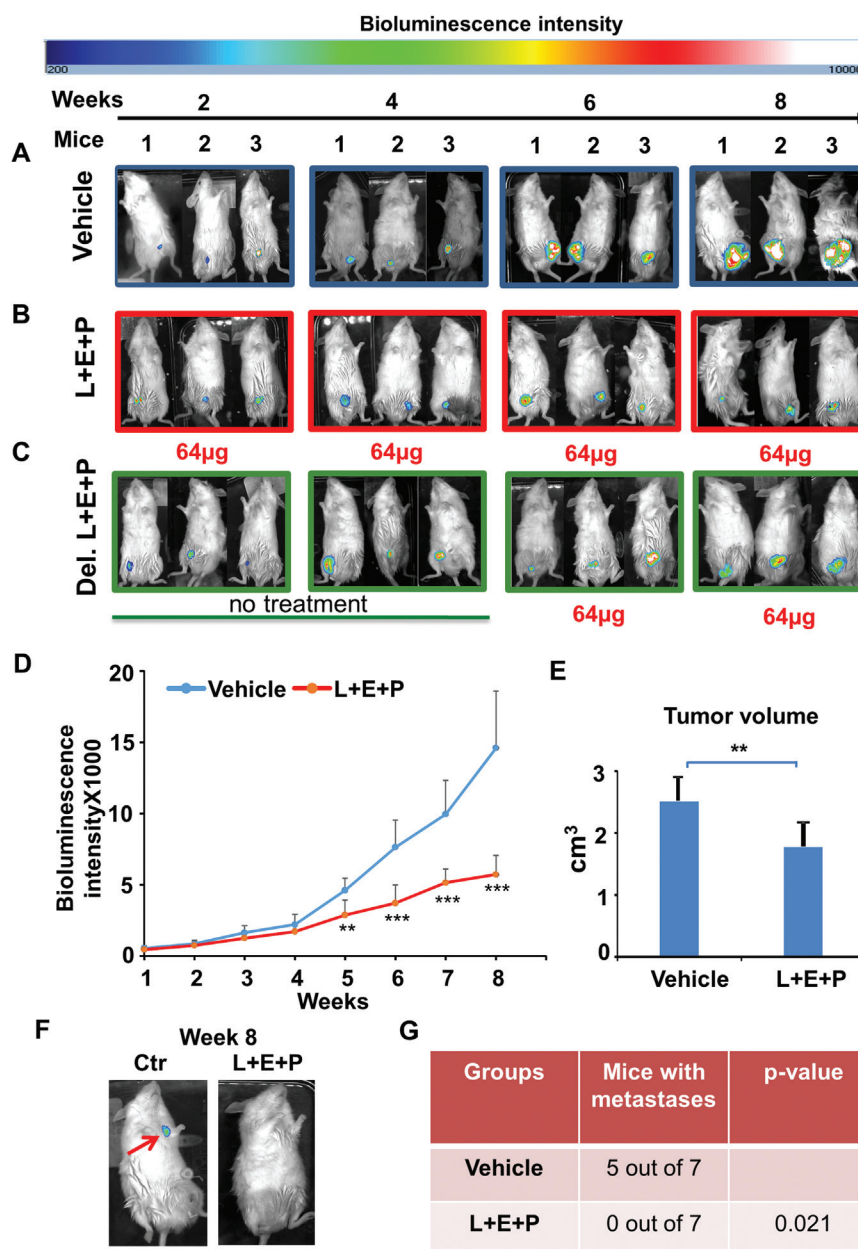 Bioluminescence intensity
200 10000
Weeks 2 4 6 8
Mice 1 2 3 1 2 3 1 2 3 1 2 3
A
Vehicle
B
L+E+P
64µg 64µg 64µg 64µg
C
Del. L+E+P
no treatment
64µg 64µg
D
Vehicle L+E+P
Bioluminescence
intensityX1000
20
15
10
5
0
** *** *** ***
1 2 3 4 5 6 7 8
Weeks
E
Tumor volume
**
cm³
3
2
1
0
Vehicle L+E+P
F
Week 8
Ctr L+E+P
G
Groups Mice with metastases p-value
Vehicle 5 out of 7
L+E+P 0 out of 7 0.021